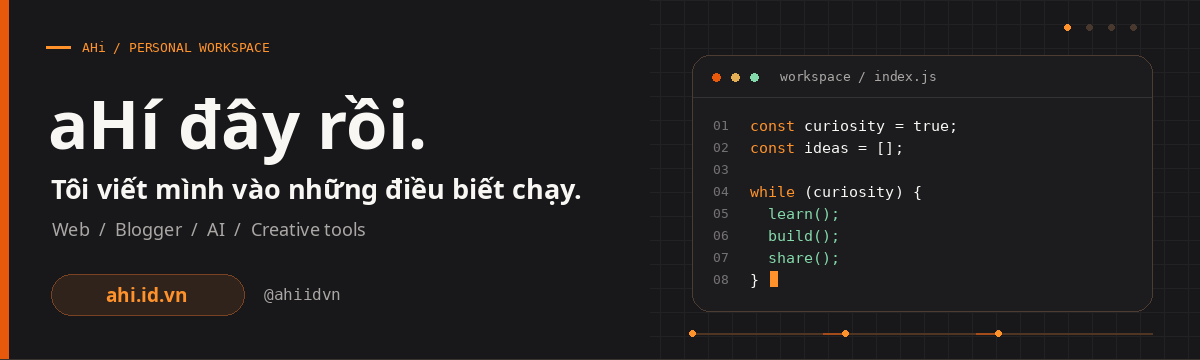 AHi / PERSONAL WORKSPACE
aHí đây rồi.
Tôi viết mình vào những điều biết chạy.
Web / Blogger / AI / Creative tools
ahi.id.vn
@ahiidvn
workspace / index.js
01 const curiosity = true;
02 const ideas = [];
03
04 while (curiosity) {
05 learn();
06 build();
07 share();
08 }